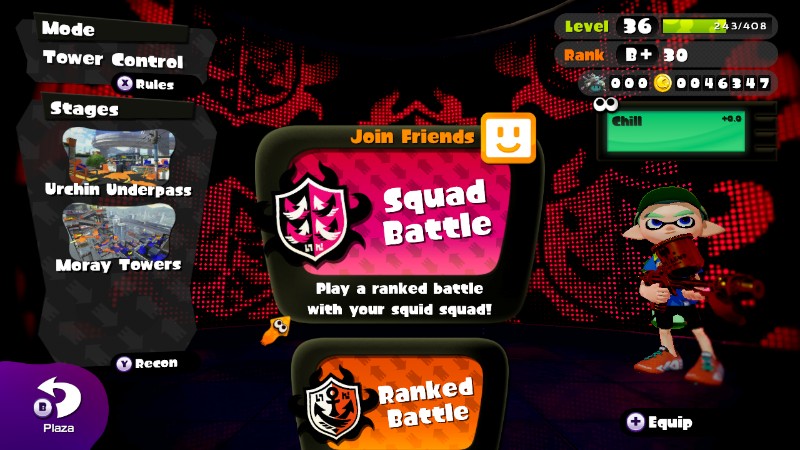 Mode
Tower Control
X Rules
Stages
Urchin Underpass
Moray Towers
Y Recon
B
Plaza
Join Friends
Squad
Battle
Play a ranked battle
with your squid squad!
Ranked
Battle
Level 36 243/408
Rank B+ 30
000 0046347
Chill +0.0
+ Equip